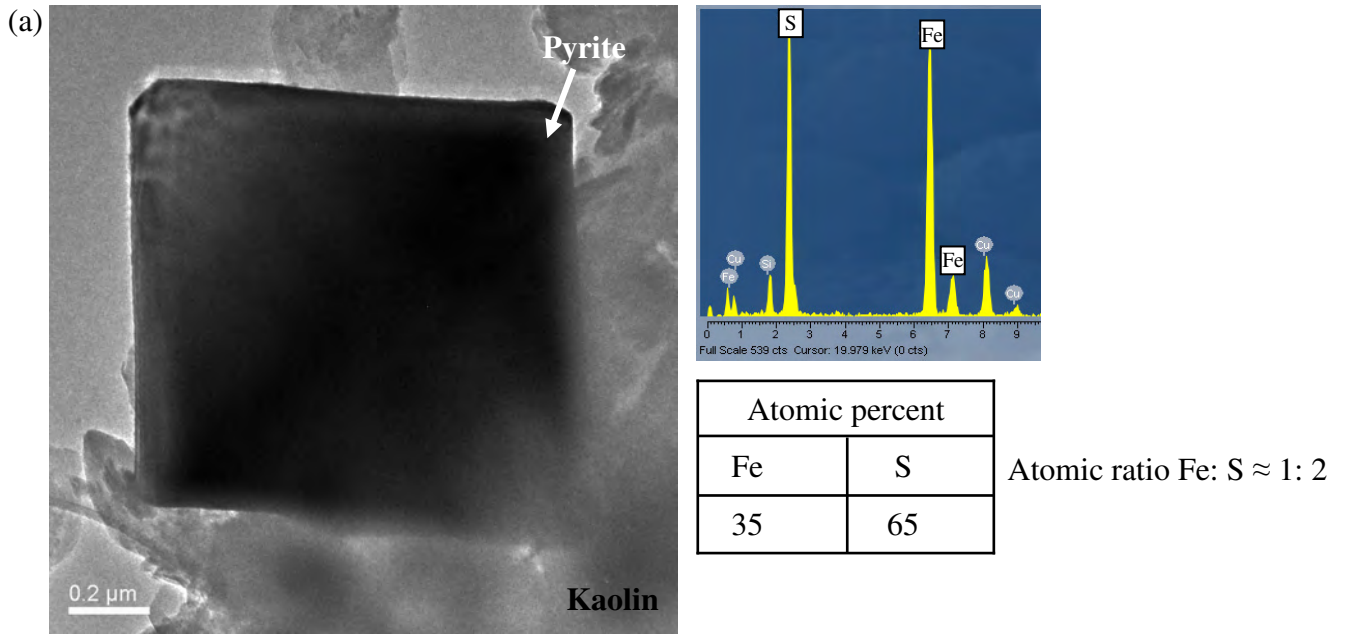 (a)
Pyrite
Kaolin
0.2 µm
S
Fe
Fe
Cu
Fe
Si
Cu
Cu
0 1 2 3 4 5 6 7 8 9
Full Scale 539 cts Cursor: 19.979 keV (0 cts)
Atomic percent
Fe S
35 65
Atomic ratio Fe: S ≈ 1: 2